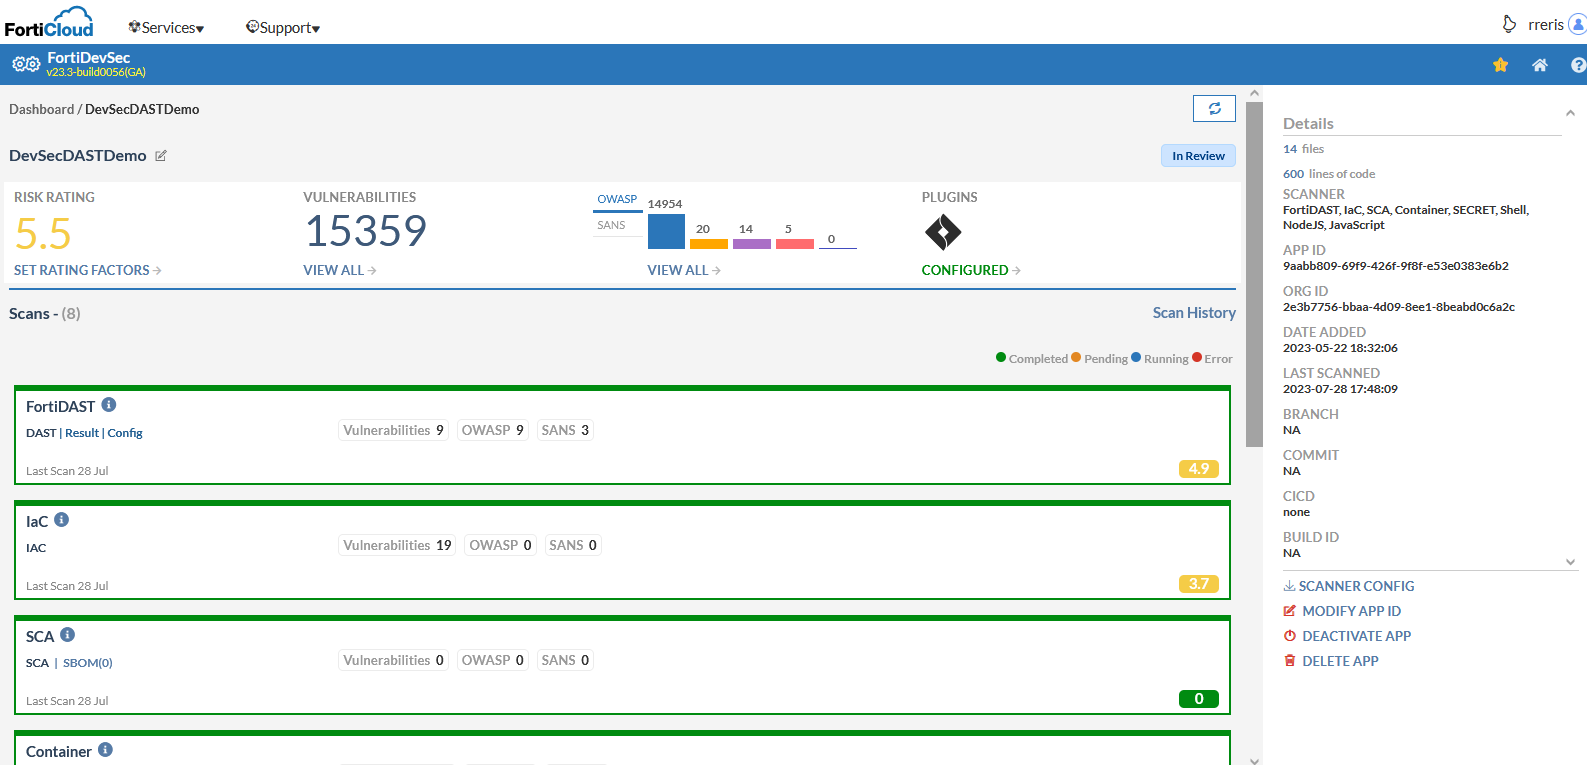 FortiCloud
Services
Support
rreris
FortiDevSec
v23.3-build0056(GA)
Dashboard / DevSecDASTDemo
DevSecDASTDemo
In Review
RISK RATING
5.5
SET RATING FACTORS
VULNERABILITIES
15359
VIEW ALL
OWASP
SANS
14954
20
14
5
0
VIEW ALL
PLUGINS
CONFIGURED
Scans - (8)
Scan History
Completed Pending Running Error
FortiDAST
DAST | Result | Config
Vulnerabilities 9 OWASP 9 SANS 3
Last Scan 28 Jul
4.9
IaC
IAC
Vulnerabilities 19 OWASP 0 SANS 0
Last Scan 28 Jul
3.7
SCA
SCA | SBOM(0)
Vulnerabilities 0 OWASP 0 SANS 0
Last Scan 28 Jul
0
Container
Details
14 files
600 lines of code
SCANNER
FortiDAST, IaC, SCA, Container, SECRET, Shell,
NodeJS, JavaScript
APP ID
9aabb809-69f9-426f-9f8f-e53e0383e6b2
ORG ID
2e3b7756-bbaa-4d09-8ee1-8beabd0c6a2c
DATE ADDED
2023-05-22 18:32:06
LAST SCANNED
2023-07-28 17:48:09
BRANCH
NA
COMMIT
NA
CICD
none
BUILD ID
NA
SCANNER CONFIG
MODIFY APP ID
DEACTIVATE APP
DELETE APP